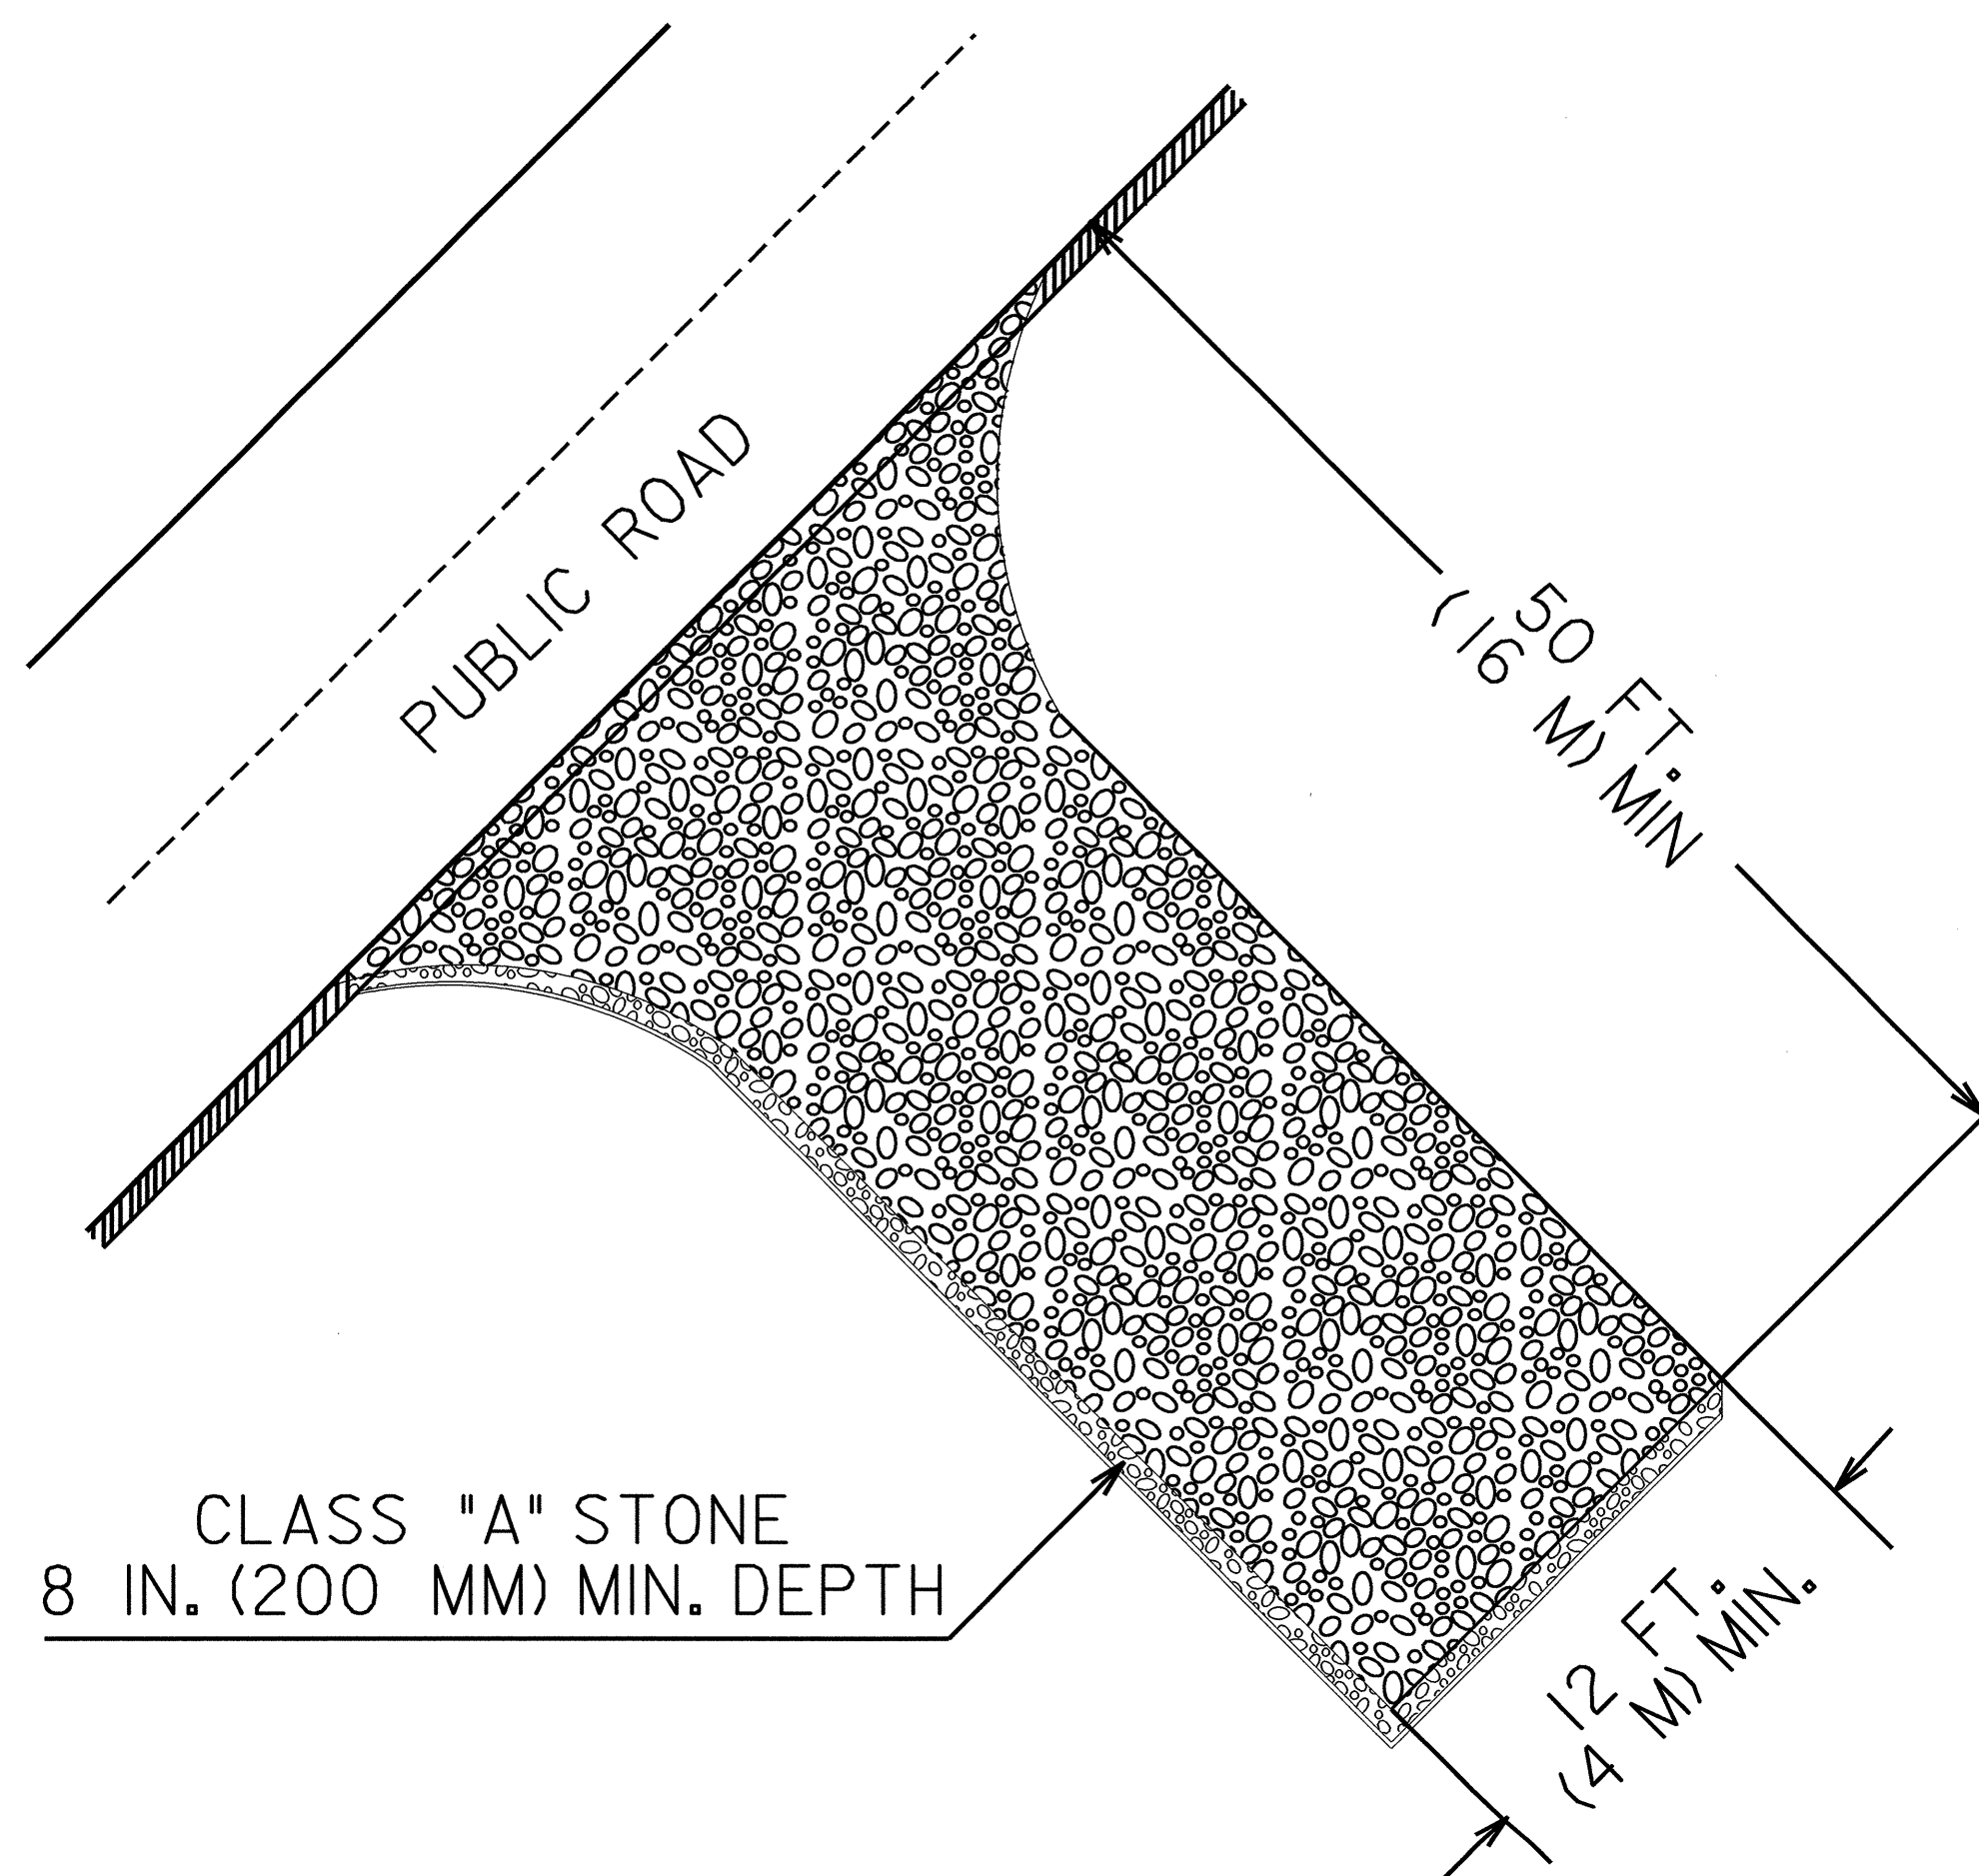 PUBLIC ROAD
50 FT.
(16 M) MIN
CLASS "A" STONE
8 IN. (200 MM) MIN. DEPTH
12 FT.
(4 M) MIN.